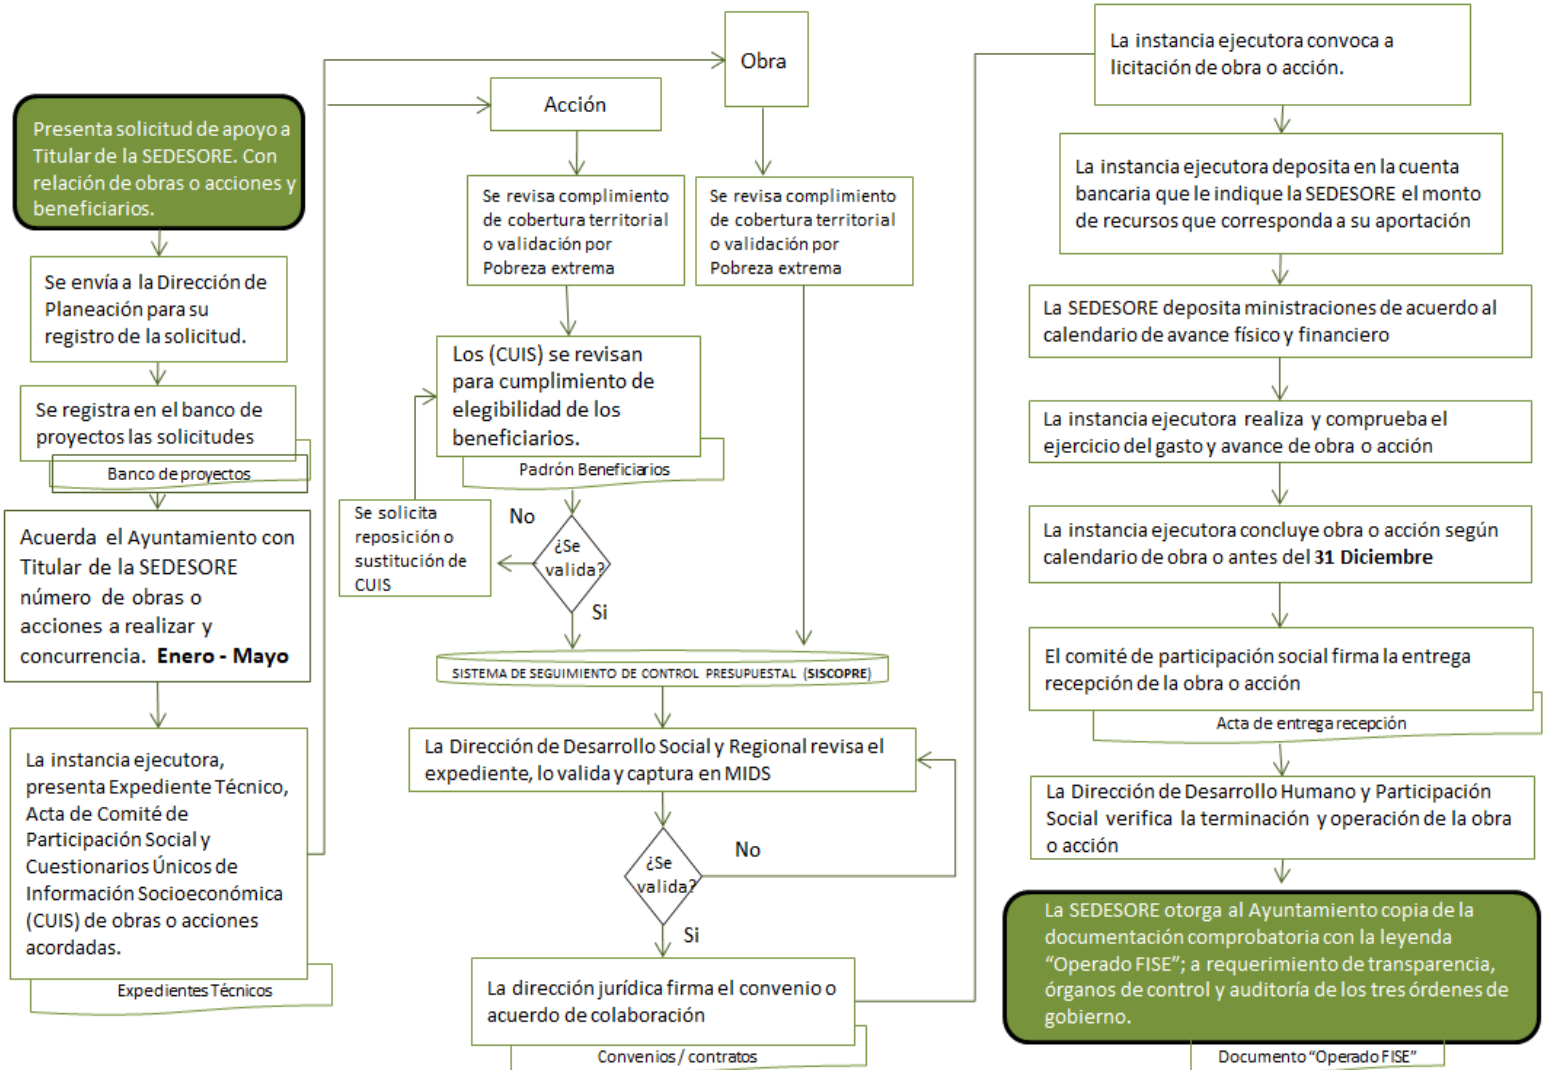 Presenta solicitud de apoyo a
Titular de la SEDESORE. Con
relación de obras o acciones y
beneficiarios.
Se envía a la Dirección de
Planeación para su
registro de la solicitud.
Se registra en el banco de
proyectos las solicitudes
Banco de proyectos
Acuerda el Ayuntamiento con
Titular de la SEDESORE
número de obras o
acciones a realizar y
concurrencia. Enero - Mayo
La instancia ejecutora,
presenta Expediente Técnico,
Acta de Comité de
Participación Social y
Cuestionarios Únicos de
Información Socioeconómica
(CUIS) de obras o acciones
acordadas.
Expedientes Técnicos
Acción
Obra
Se revisa complimiento
de cobertura territorial
o validación por
Pobreza extrema
Se revisa complimiento
de cobertura territorial
o validación por
Pobreza extrema
Los (CUIS) se revisan
para cumplimiento de
elegibilidad de los
beneficiarios.
Padrón Beneficiarios
Se solicita
reposición o
sustitución de
CUIS
No
¿Se
valida?
Si
SISTEMA DE SEGUIMIENTO DE CONTROL PRESUPUESTAL (SISCOPRE)
La Dirección de Desarrollo Social y Regional revisa el
expediente, lo valida y captura en MIDS
¿Se
valida?
No
Si
La dirección jurídica firma el convenio o
acuerdo de colaboración
Convenios / contratos
La instancia ejecutora convoca a
licitación de obra o acción.
La instancia ejecutora deposita en la cuenta
bancaria que le indique la SEDESORE el monto
de recursos que corresponda a su aportación
La SEDESORE deposita ministraciones de acuerdo al
calendario de avance físico y financiero
La instancia ejecutora realiza y comprueba el
ejercicio del gasto y avance de obra o acción
La instancia ejecutora concluye obra o acción según
calendario de obra o antes del 31 Diciembre
El comité de participación social firma la entrega
recepción de la obra o acción
Acta de entrega recepción
La Dirección de Desarrollo Humano y Participación
Social verifica la terminación y operación de la obra
o acción
La SEDESORE otorga al Ayuntamiento copia de la
documentación comprobatoria con la leyenda
“Operado FISE”; a requerimiento de transparencia,
órganos de control y auditoría de los tres órdenes de
gobierno.
Documento “Operado FISE”